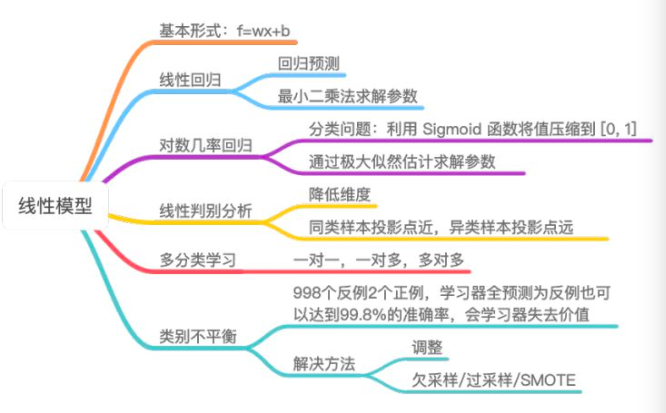 线性模型
基本形式：f=wx+b
线性回归
回归预测
最小二乘法求解参数
对数几率回归
分类问题：利用 Sigmoid 函数将值压缩到 [0, 1]
通过极大似然估计求解参数
线性判别分析
降低维度
同类样本投影点近，异类样本投影点远
多分类学习
一对一，一对多，多对多
类别不平衡
998个反例2个正例，学习器全预测为反例也可
以达到99.8%的准确率，会学习器失去价值
解决方法
调整
欠采样/过采样/SMOTE